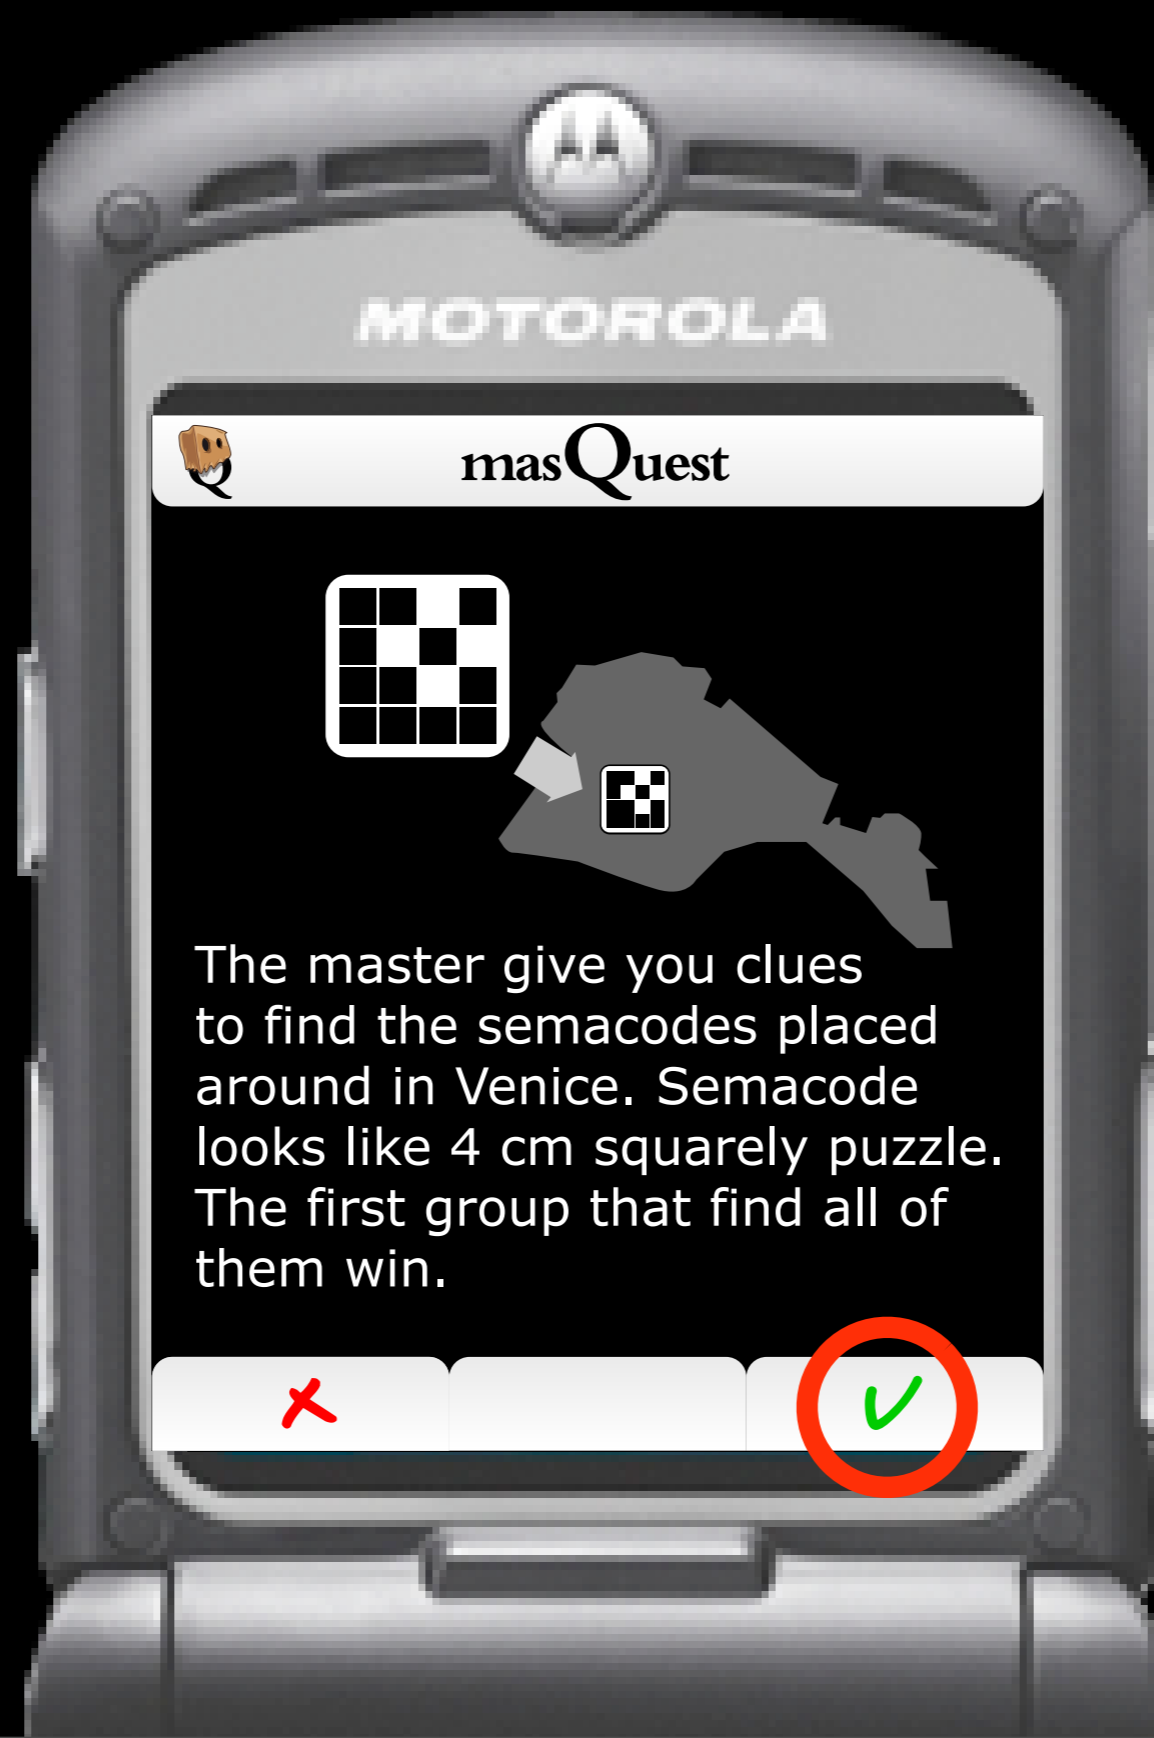 MOTOROLA
masQuest
The master give you clues
to find the semacodes placed
around in Venice. Semacode
looks like 4 cm squarely puzzle.
The first group that find all of
them win.